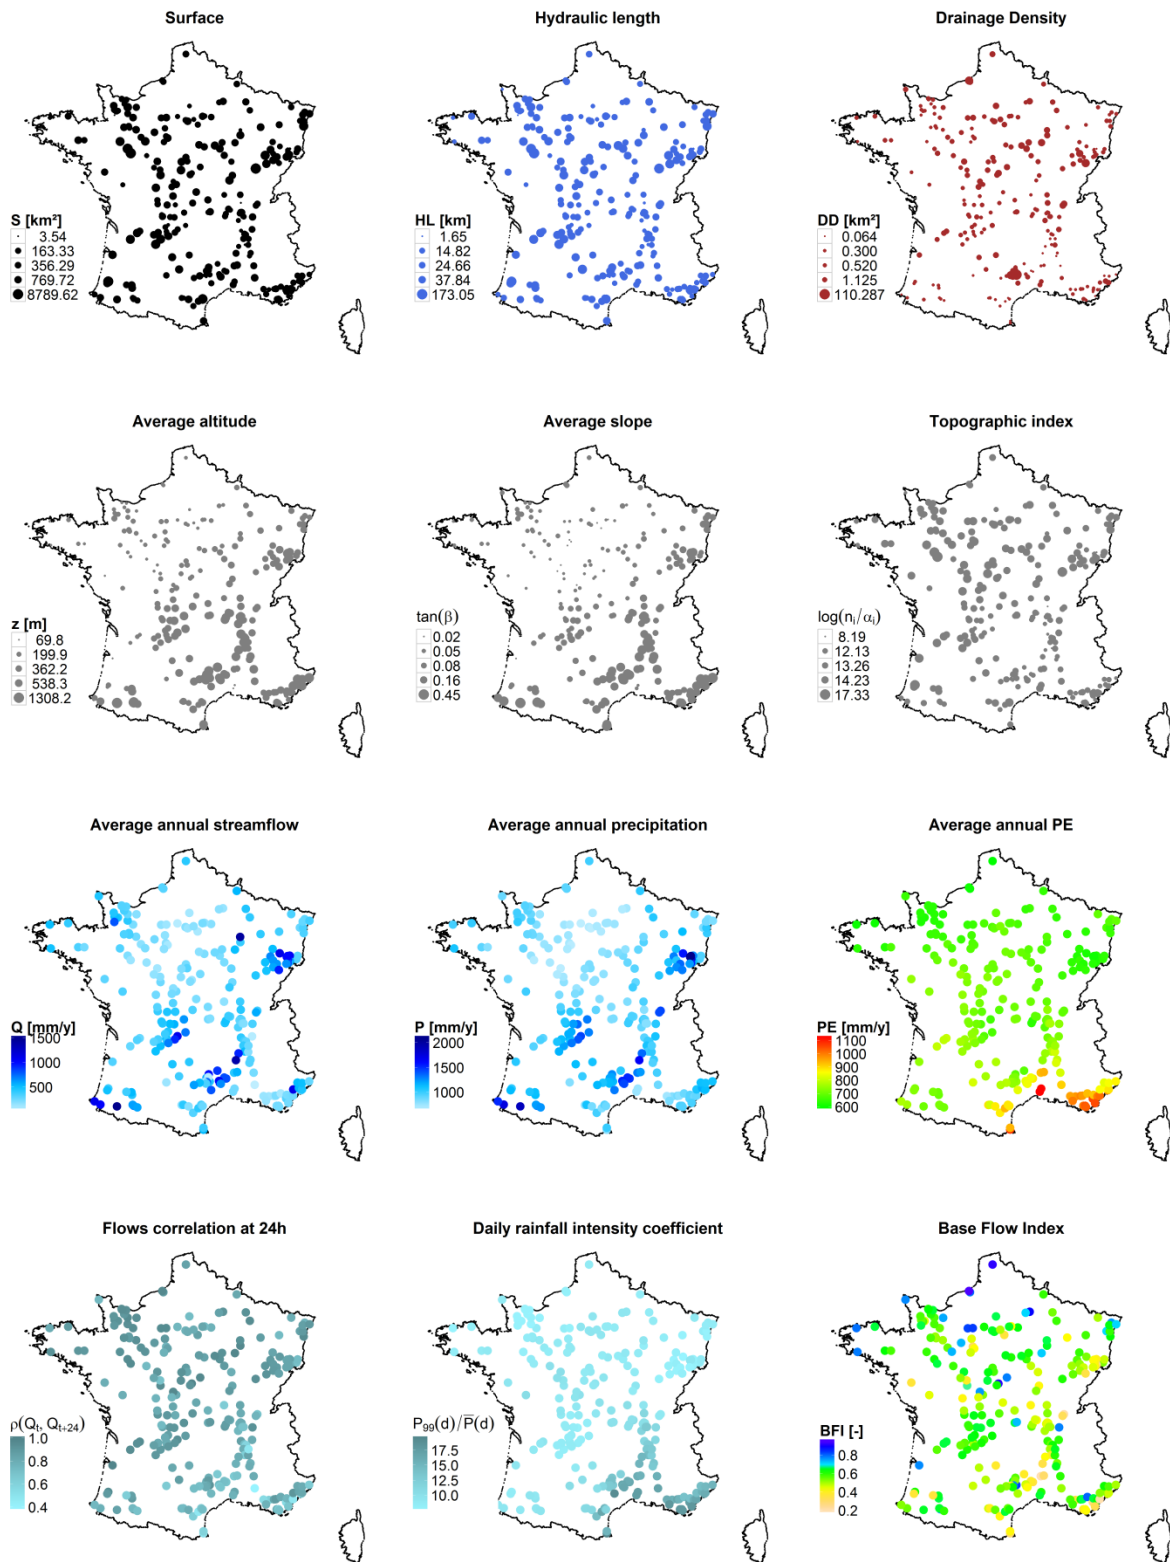 Surface
Hydraulic length
Drainage Density
S [km²]
3.54
163.33
356.29
769.72
8789.62
HL [km]
1.65
14.82
24.66
37.84
173.05
DD [km²]
0.064
0.300
0.520
1.125
110.287
Average altitude
Average slope
Topographic index
z [m]
69.8
199.9
362.2
538.3
1308.2
tan(β)
0.02
0.05
0.08
0.16
0.45
log(nᵢ/αᵢ)
8.19
12.13
13.26
14.23
17.33
Average annual streamflow
Average annual precipitation
Average annual PE
Q [mm/y]
1500
1000
500
P [mm/y]
2000
1500
1000
PE [mm/y]
1100
1000
900
800
700
600
Flows correlation at 24h
Daily rainfall intensity coefficient
Base Flow Index
ρ(Qₜ, Qₜ₊₂₄)
1.0
0.8
0.6
0.4
P₉₉(d)/P̅(d)
17.5
15.0
12.5
10.0
BFI [-]
0.8
0.6
0.4
0.2